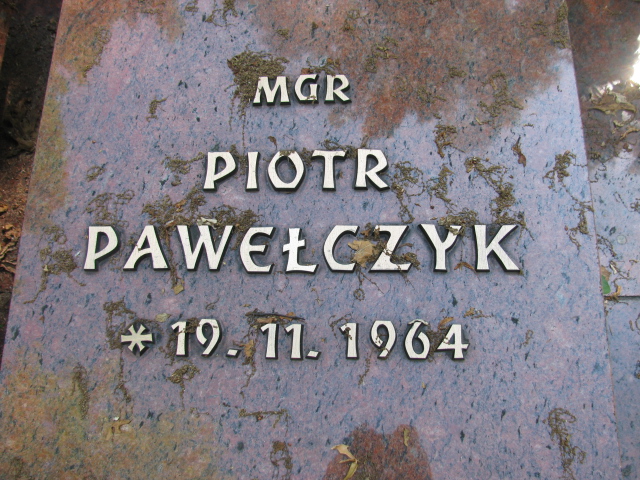 MGR
PIOTR
PAWEŁCZYK
* 19. 11. 1964